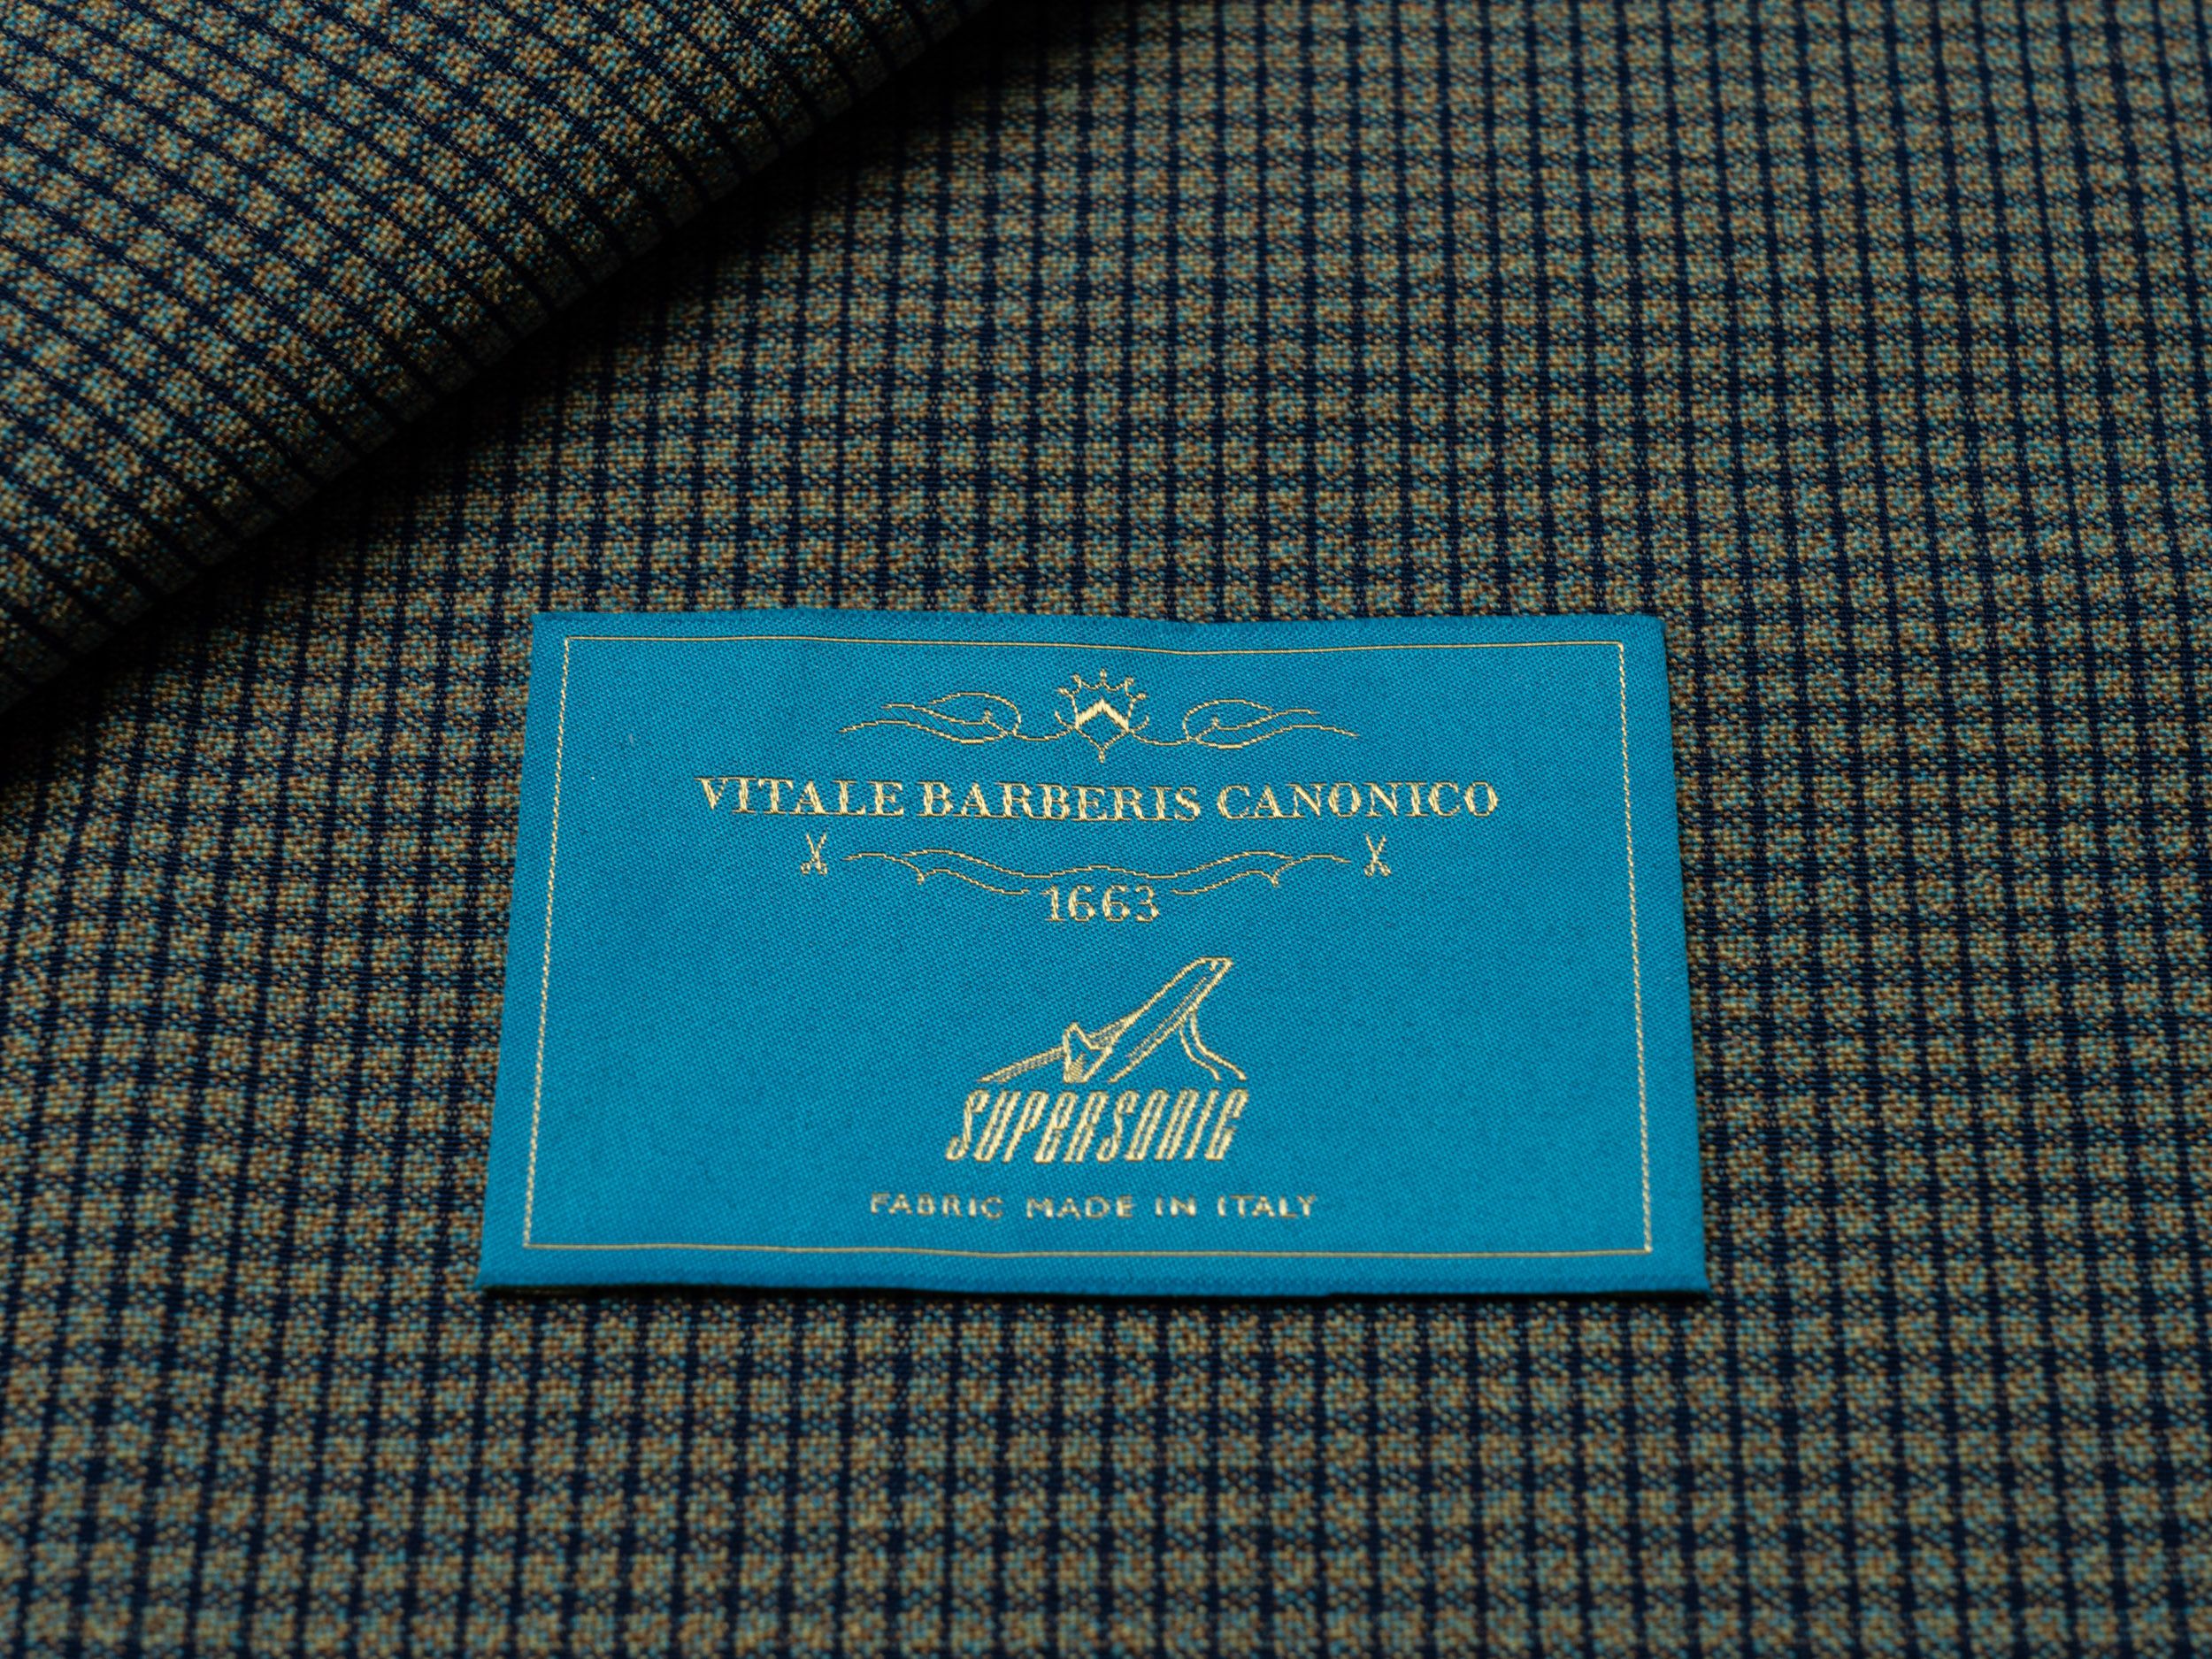 VITALE BARBERIS CANONICO
1663
SUPERSONIC
FABRIC MADE IN ITALY